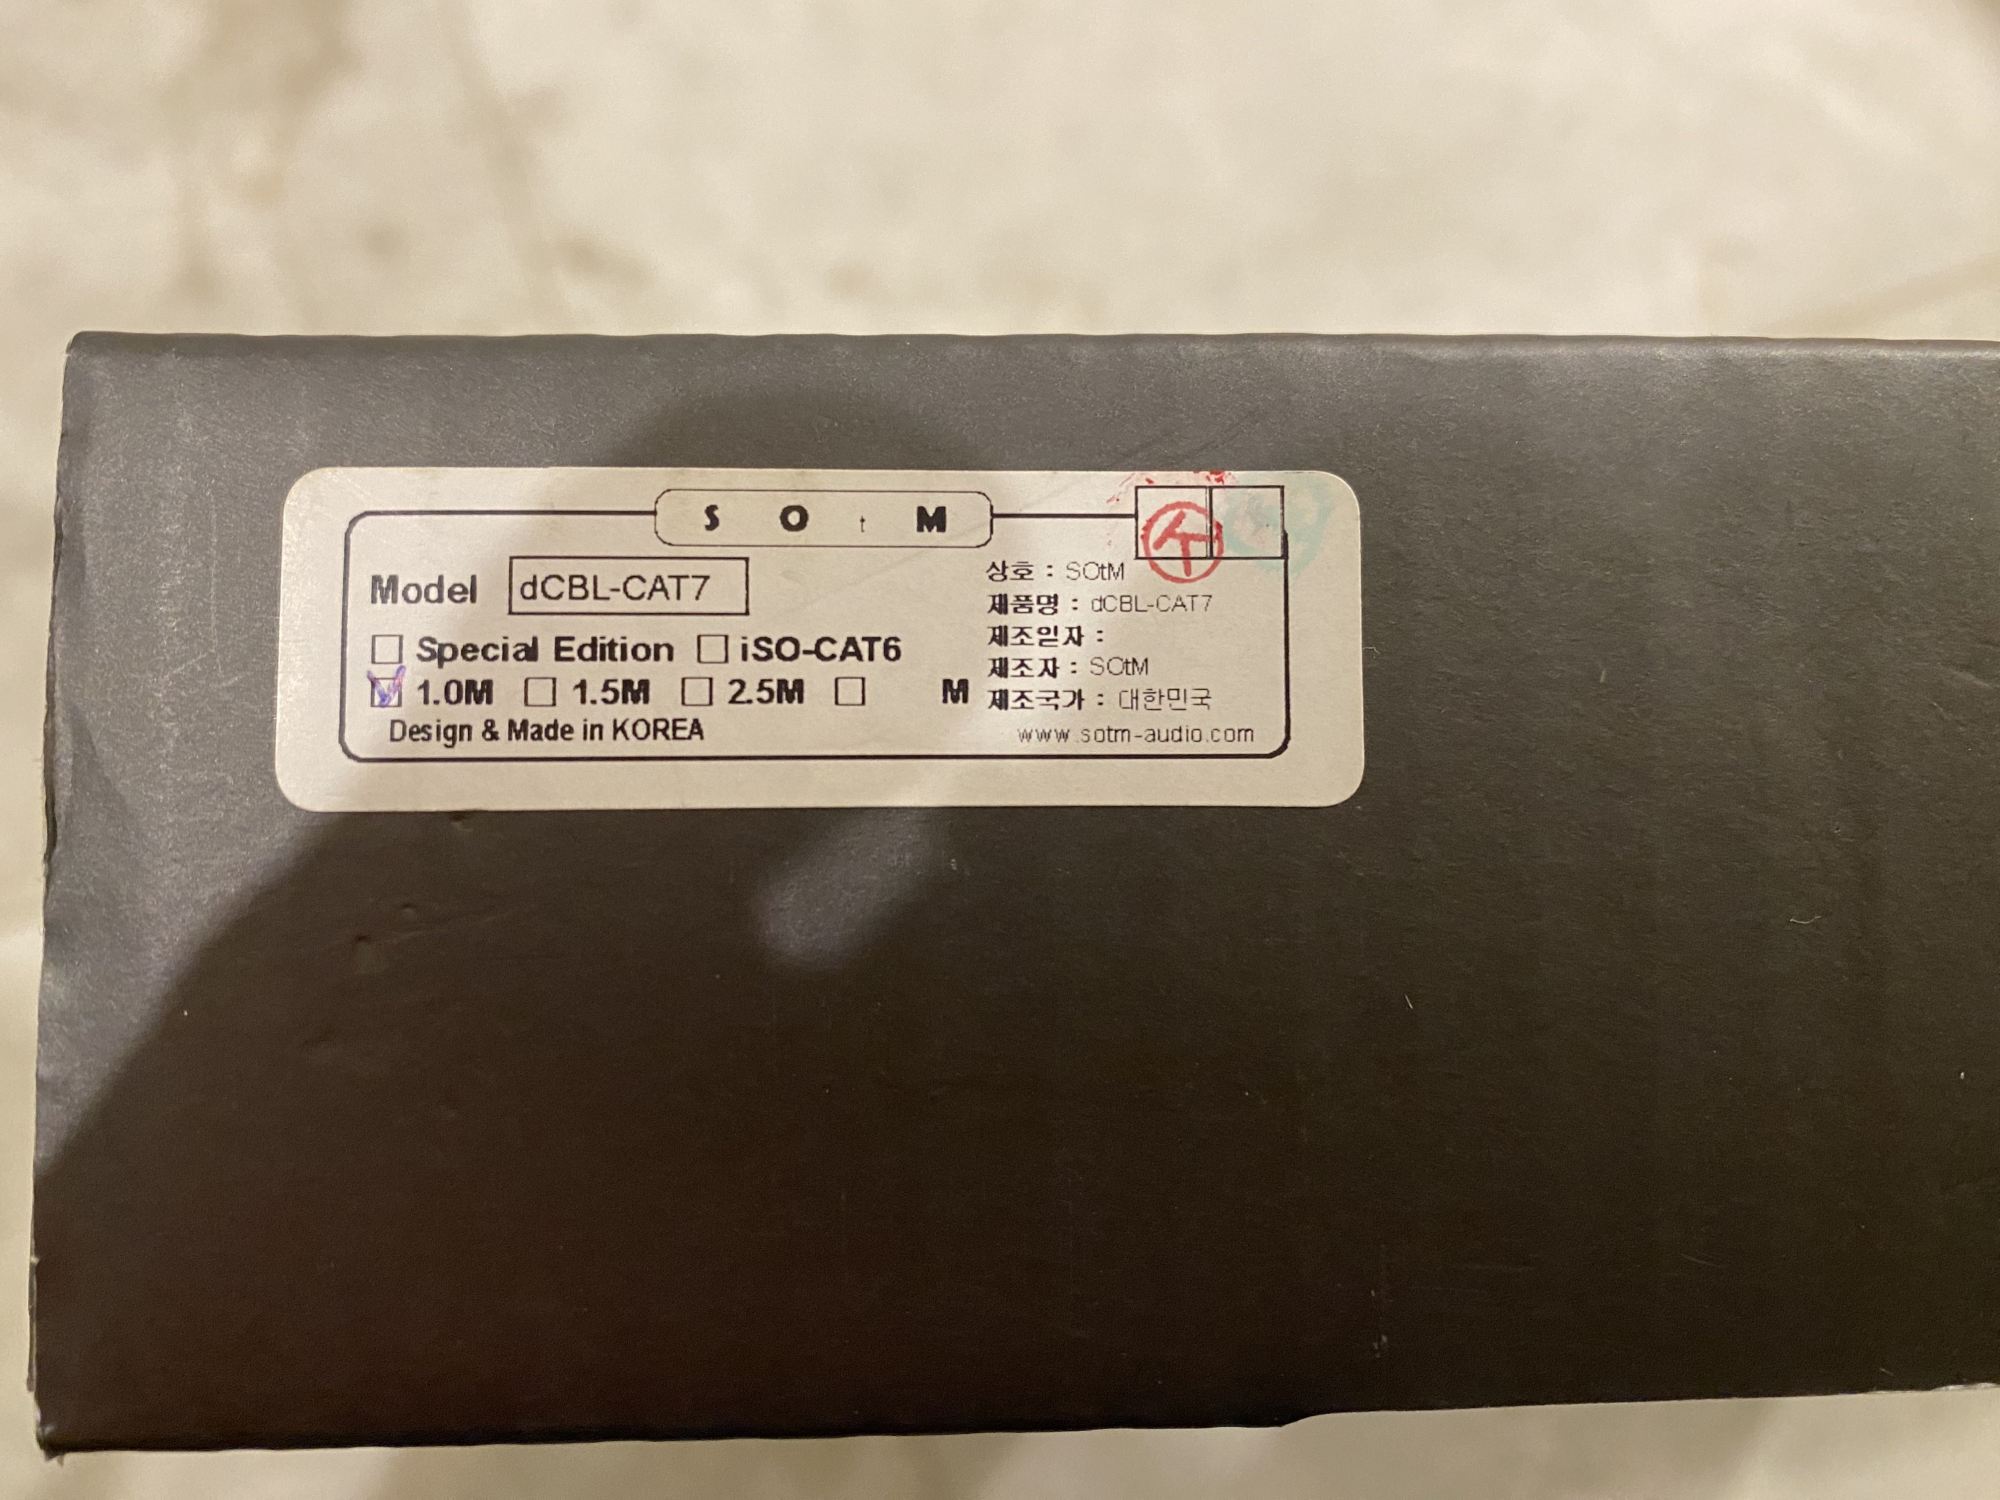 SOtM
Model dCBL-CAT7
☐ Special Edition ☐ iSO-CAT6
☑ 1.0M ☐ 1.5M ☐ 2.5M ☐ M
Design & Made in KOREA
상호 : SOtM
제품명 : dCBL-CAT7
제조일자 :
제조자 : SOtM
제조국가 : 대한민국
www.sotm-audio.com